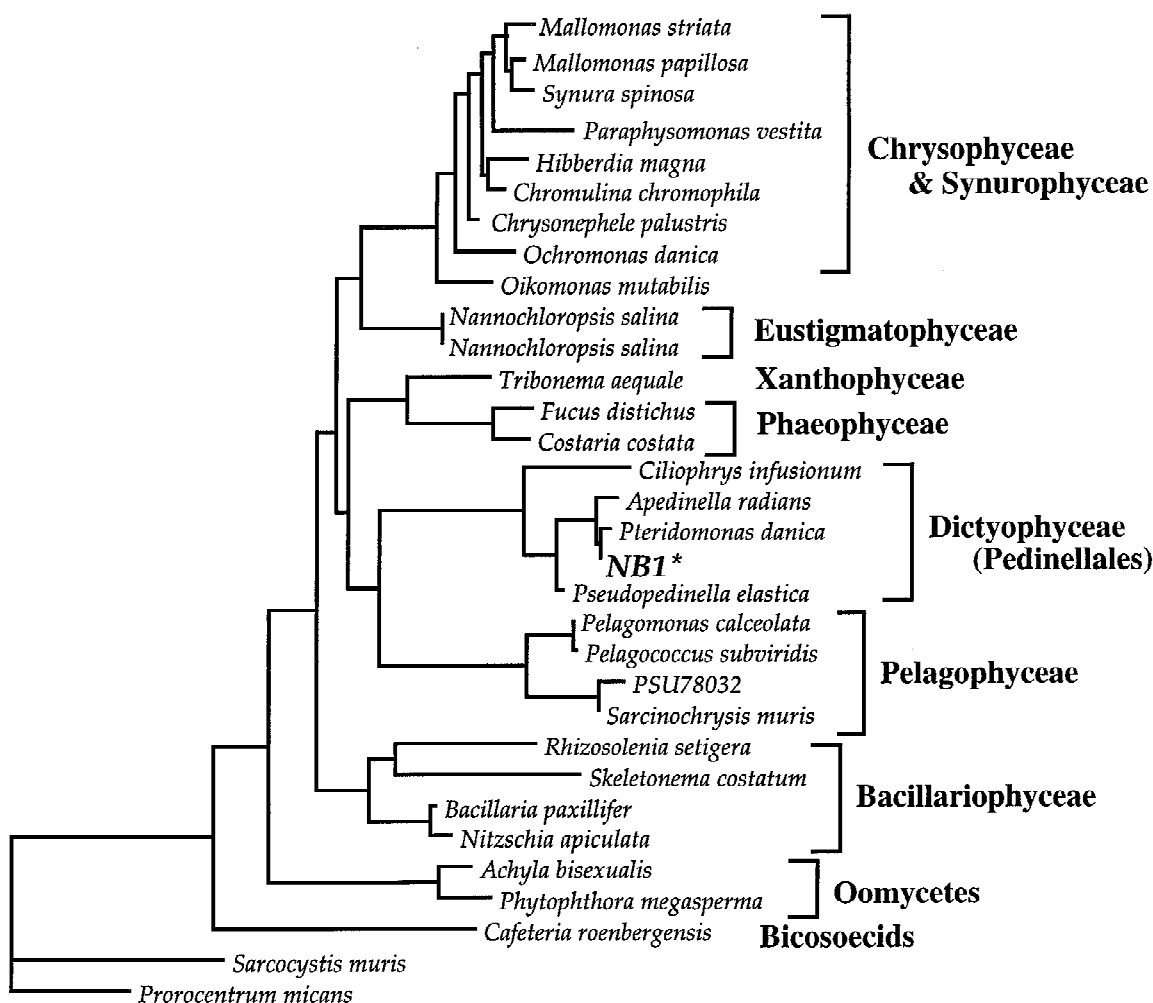 Mallomonas striata
Mallomonas papillosa
Synura spinosa
Paraphysomonas vestita
Hibberdia magna
Chromulina chromophila
Chrysonephele palustris
Ochromonas danica
Oikomonas mutabilis
Chrysophyceae
& Synurophyceae
Nannochloropsis salina
Nannochloropsis salina
Eustigmatophyceae
Tribonema aequale
Xanthophyceae
Fucus distichus
Costaria costata
Phaeophyceae
Ciliophrys infusionum
Apedinella radians
Pteridomonas danica
NB1*
Pseudopedinella elastica
Dictyophyceae
(Pedinellales)
Pelagomonas calceolata
Pelagococcus subviridis
PSU78032
Sarcinochrysis muris
Pelagophyceae
Rhizosolenia setigera
Skeletonema costatum
Bacillaria paxillifer
Nitzschia apiculata
Bacillariophyceae
Achyla bisexualis
Phytophthora megasperma
Oomycetes
Cafeteria roenbergensis
Bicosoecids
Sarcocystis muris
Prorocentrum micans